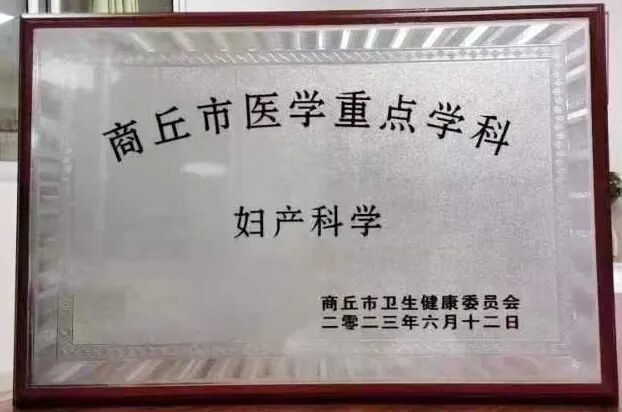 商丘市医学重点学科
妇产科学
商丘市卫生健康委员会
二零二三年六月十二日